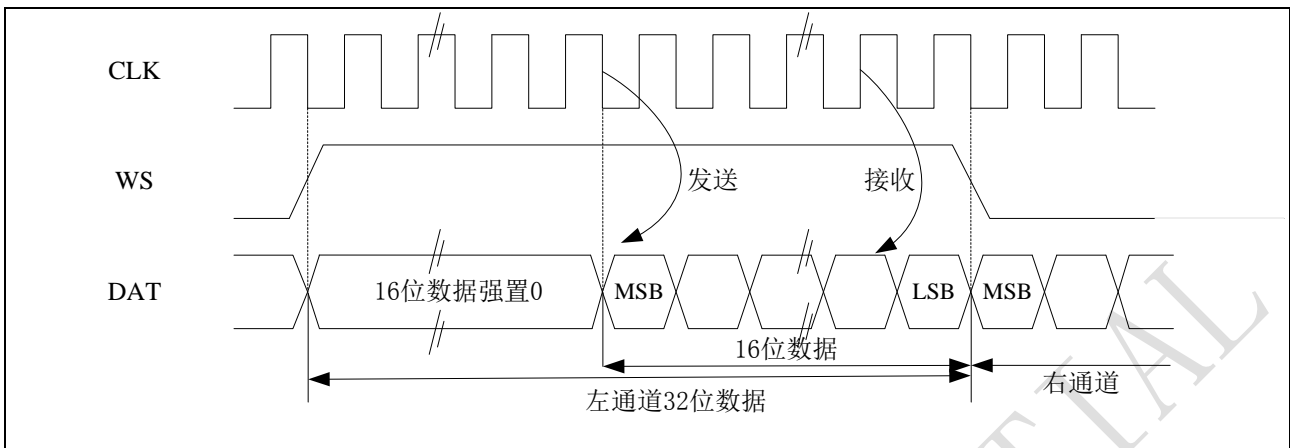 CLK
WS
发送
接收
DAT
16位数据强置0
MSB
LSB
MSB
16位数据
右通道
左通道32位数据
TIAL